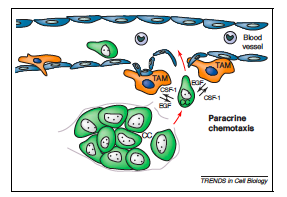 Blood
vessel
TAM
TAM
EGF
CSF-1
CSF-1
EGF
Paracrine
chemotaxis
CC
TRENDS in Cell Biology